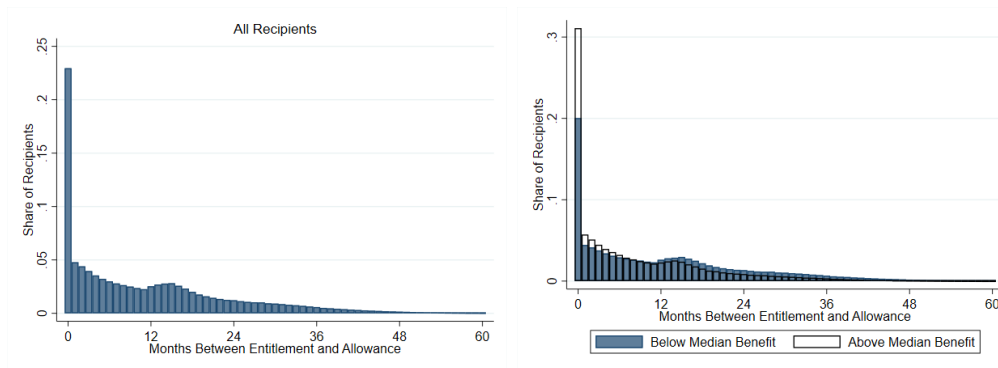 All Recipients
Share of Recipients
.25
.2
.15
.1
.05
0
0 12 24 36 48 60
Months Between Entitlement and Allowance
Share of Recipients
.3
.2
.1
0
0 12 24 36 48 60
Months Between Entitlement and Allowance
Below Median Benefit Above Median Benefit